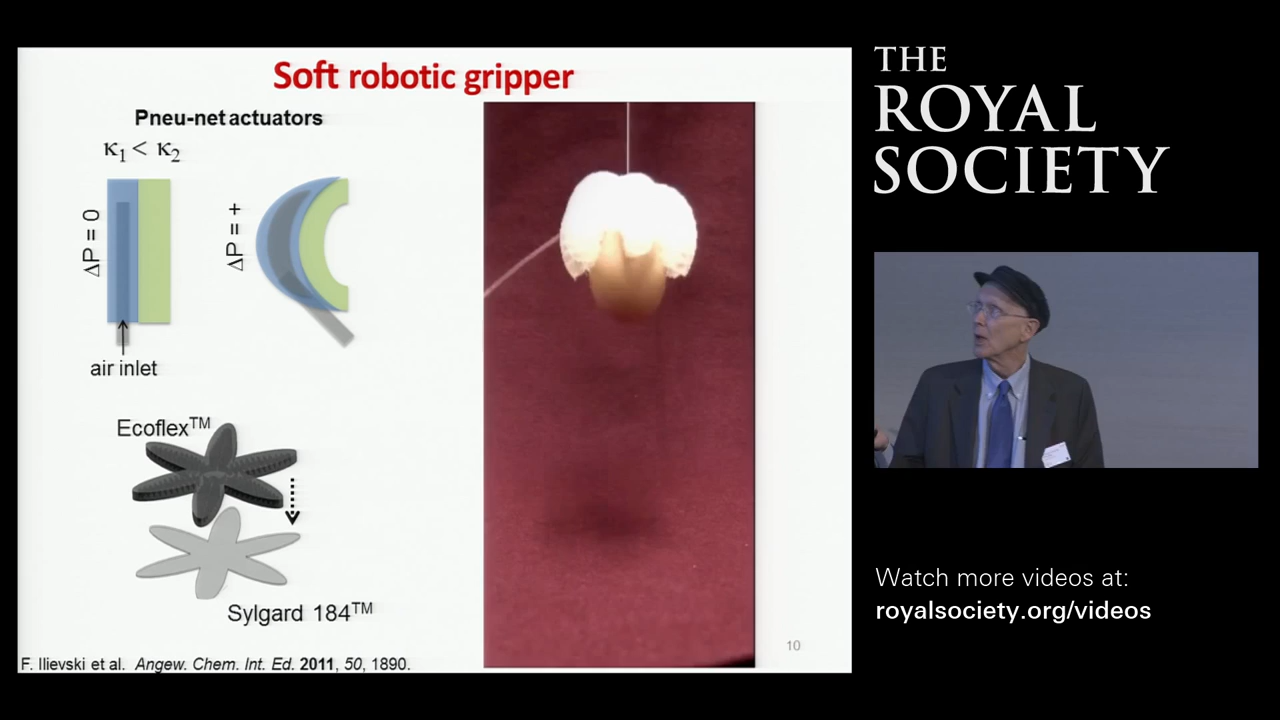 Soft robotic gripper
Pneu-net actuators
κ₁ < κ₂
ΔP = 0
ΔP = +
air inlet
Ecoflex™
Sylgard 184™
F. Ilievski et al. Angew. Chem. Int. Ed. 2011, 50, 1890.
10
THE
ROYAL
SOCIETY
Watch more videos at:
royalsociety.org/videos